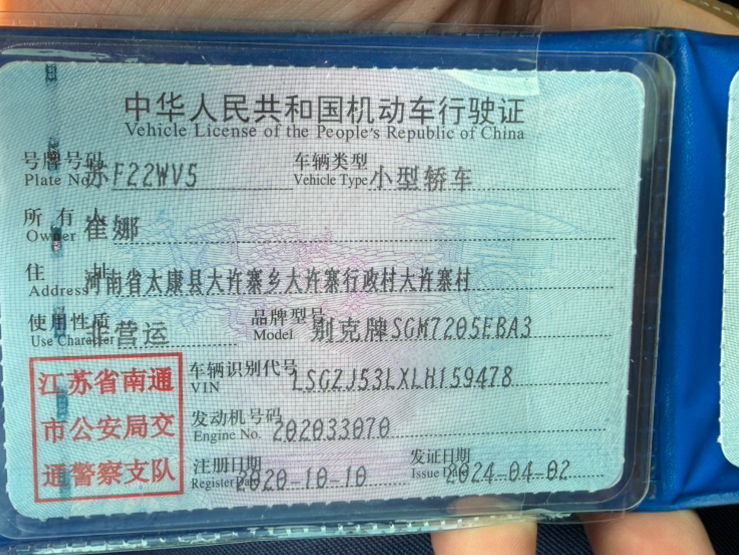 中华人民共和国机动车行驶证
Vehicle License of the People's Republic of China
号牌号码 苏F22WV5 车辆类型 小型轿车
Plate No. Vehicle Type
所有人 崔娜
Owner
住址 河南省太康县大许寨乡大许寨行政村大许寨村
Address
使用性质 非营运 品牌型号 别克牌SGM7205EBA3
Use Character Model
江苏省南通
市公安局交
通警察支队
车辆识别代号 LSGZJ53LXLH159478
VIN
发动机号码 202033070
Engine No.
注册日期 2020-10-10 发证日期 2024-04-02
Register Date Issue Date